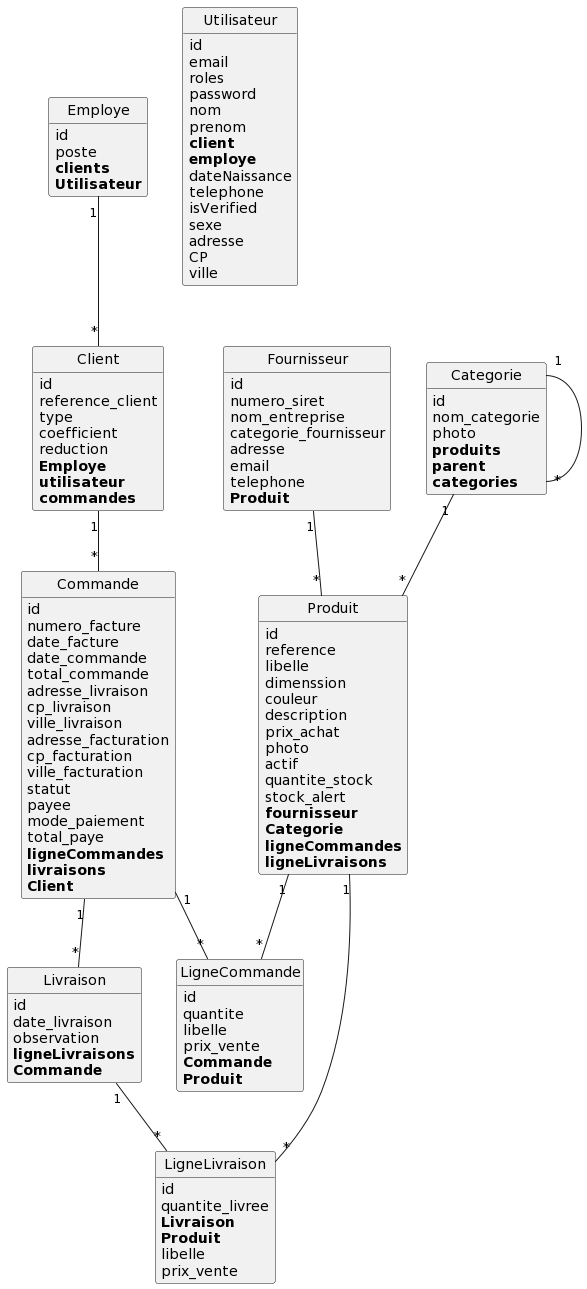 Utilisateur
id
email
roles
password
nom
prenom
client
employe
dateNaissance
telephone
isVerified
sexe
adresse
CP
ville
Employe
id
poste
clients
Utilisateur
1
*
Client
id
reference_client
type
coefficient
reduction
Employe
utilisateur
commandes
Fournisseur
id
numero_siret
nom_entreprise
categorie_fournisseur
adresse
email
telephone
Produit
Categorie
id
nom_categorie
photo
produits
parent
categories
1
*
1
*
1
*
1
*
Commande
id
numero_facture
date_facture
date_commande
total_commande
adresse_livraison
cp_livraison
ville_livraison
adresse_facturation
cp_facturation
ville_facturation
statut
payee
mode_paiement
total_paye
ligneCommandes
livraisons
Client
Produit
id
reference
libelle
dimenssion
couleur
description
prix_achat
photo
actif
quantite_stock
stock_alert
fournisseur
Categorie
ligneCommandes
ligneLivraisons
1
*
1
*
1
*
1
*
Livraison
id
date_livraison
observation
ligneLivraisons
Commande
LigneCommande
id
quantite
libelle
prix_vente
Commande
Produit
1
*
LigneLivraison
id
quantite_livree
Livraison
Produit
libelle
prix_vente